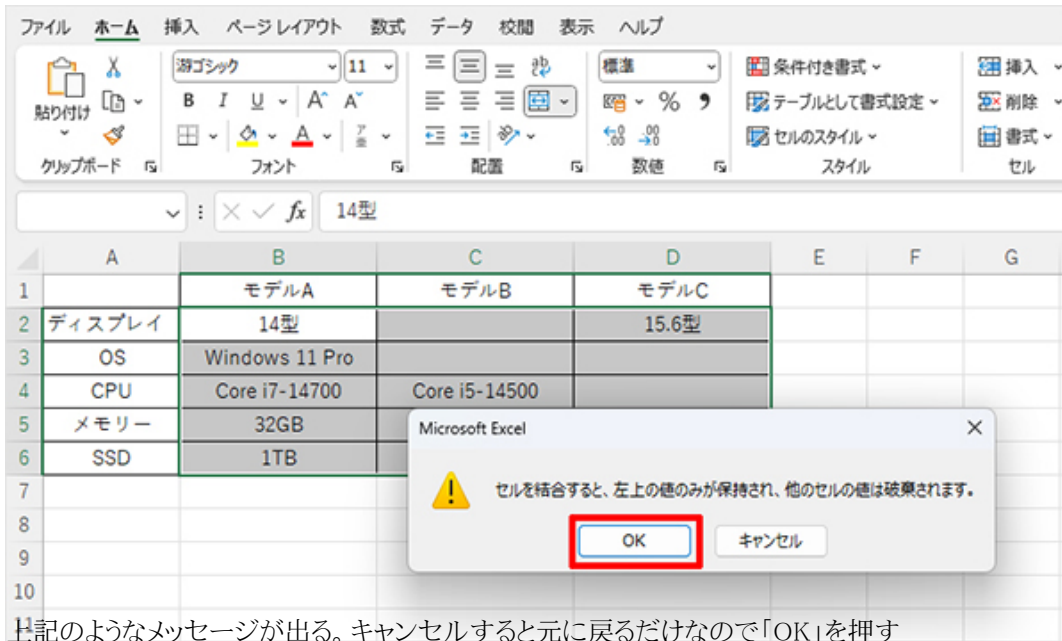 ファイル ホーム 挿入 ページ レイアウト 数式 データ 校閲 表示 ヘルプ
貼り付け
クリップボード
游ゴシック 11
B I U A A
A ア 亜
フォント
ab
配置
標準
% 9
.00 .0
数値
条件付き書式
テーブルとして書式設定
セルのスタイル
スタイル
挿入
削除
書式
セル
fx 14型
A B C D E F G
1 モデルA モデルB モデルC
2 ディスプレイ 14型 15.6型
3 OS Windows 11 Pro
4 CPU Core i7-14700 Core i5-14500
5 メモリー 32GB
6 SSD 1TB
7
8
9
10
11
Microsoft Excel
セルを結合すると、左上の値のみが保持され、他のセルの値は破棄されます。
OK キャンセル
上記のようなメッセージが出る。キャンセルすると元に戻るだけなので「OK」を押す